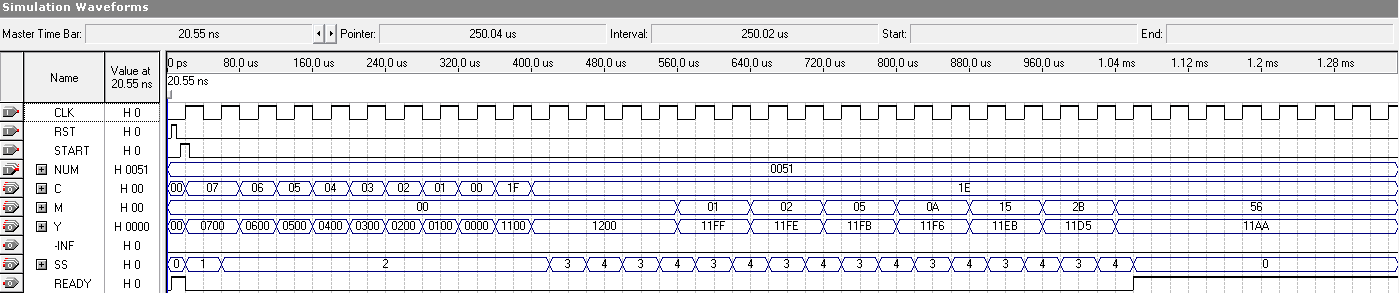 Simulation Waveforms
Master Time Bar: 20.55 ns Pointer: 250.04 us Interval: 250.02 us Start: End:
Name Value at 20.55 ns 0 ps 80.0 us 160.0 us 240.0 us 320.0 us 400.0 us 480.0 us 560.0 us 640.0 us 720.0 us 800.0 us 880.0 us 960.0 us 1.04 ms 1.12 ms 1.2 ms 1.28 ms
20.55 ns
CLK H 0
RST H 0
START H 0
NUM H 0051 0051
C H 00 00 07 06 05 04 03 02 01 00 1F 1E
M H 00 00 01 02 05 0A 15 2B 56
Y H 0000 00 0700 0600 0500 0400 0300 0200 0100 0000 1100 1200 11FF 11FE 11FB 11F6 11EB 11D5 11AA
-INF H 0
SS H 0 0 1 2 3 4 3 4 3 4 3 4 3 4 3 4 3 4 3 4 0
READY H 0